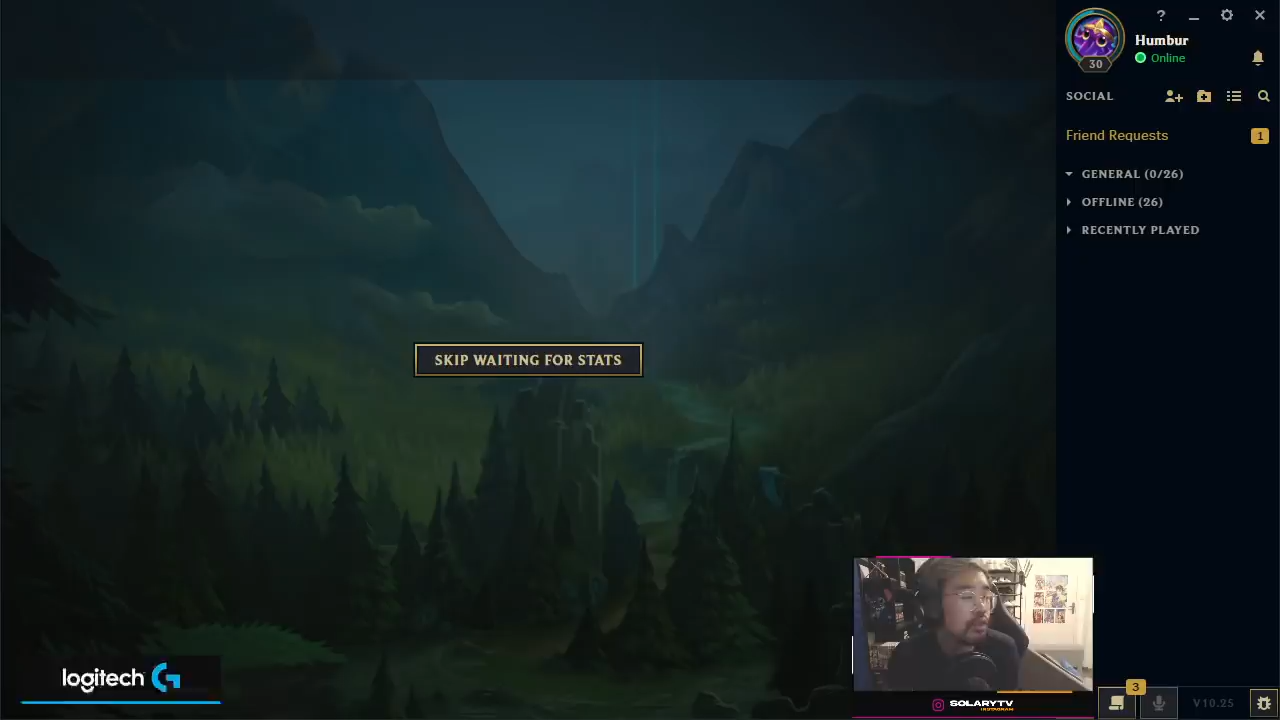 ?
Humbur
Online
30
SOCIAL
Friend Requests
1
GENERAL (0/26)
OFFLINE (26)
RECENTLY PLAYED
SKIP WAITING FOR STATS
logitech G
SOLARYTV
INSTAGRAM
3
V10.25